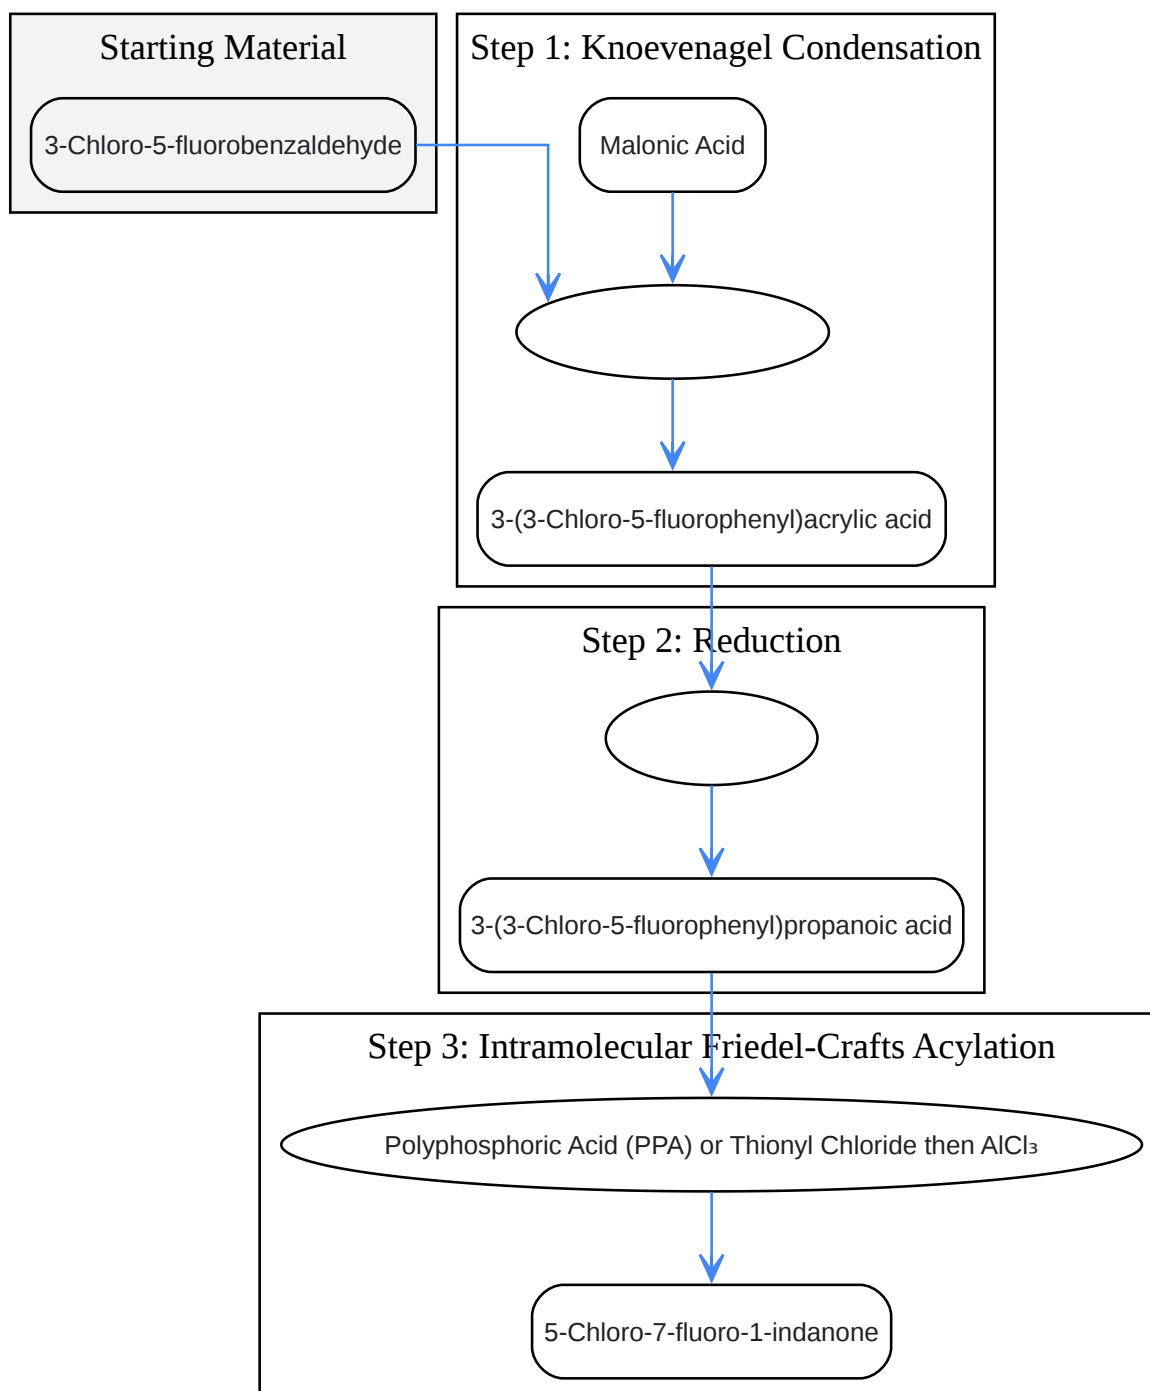 Starting Material
3-Chloro-5-fluorobenzaldehyde
Step 1: Knoevenagel Condensation
Malonic Acid
3-(3-Chloro-5-fluorophenyl)acrylic acid
Step 2: Reduction
3-(3-Chloro-5-fluorophenyl)propanoic acid
Step 3: Intramolecular Friedel-Crafts Acylation
Polyphosphoric Acid (PPA) or Thionyl Chloride then AlCl₃
5-Chloro-7-fluoro-1-indanone